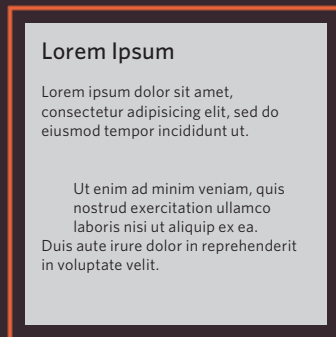 Lorem Ipsum
Lorem ipsum dolor sit amet,
consectetur adipisicing elit, sed do
eiusmod tempor incididunt ut.
Ut enim ad minim veniam, quis
nostrud exercitation ullamco
laboris nisi ut aliquip ex ea.
Duis aute irure dolor in reprehenderit
in voluptate velit.